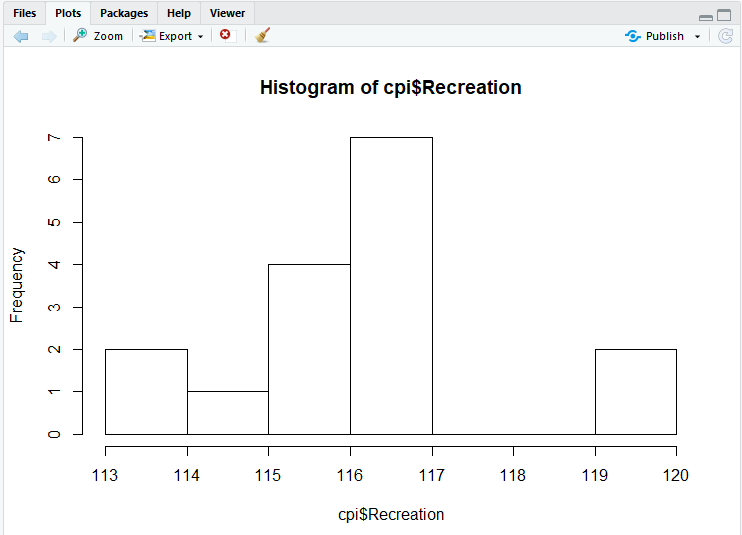 Files Plots Packages Help Viewer
Zoom Export Publish
Histogram of cpi$Recreation
Frequency
7
6
5
4
3
2
1
0
113 114 115 116 117 118 119 120
cpi$Recreation